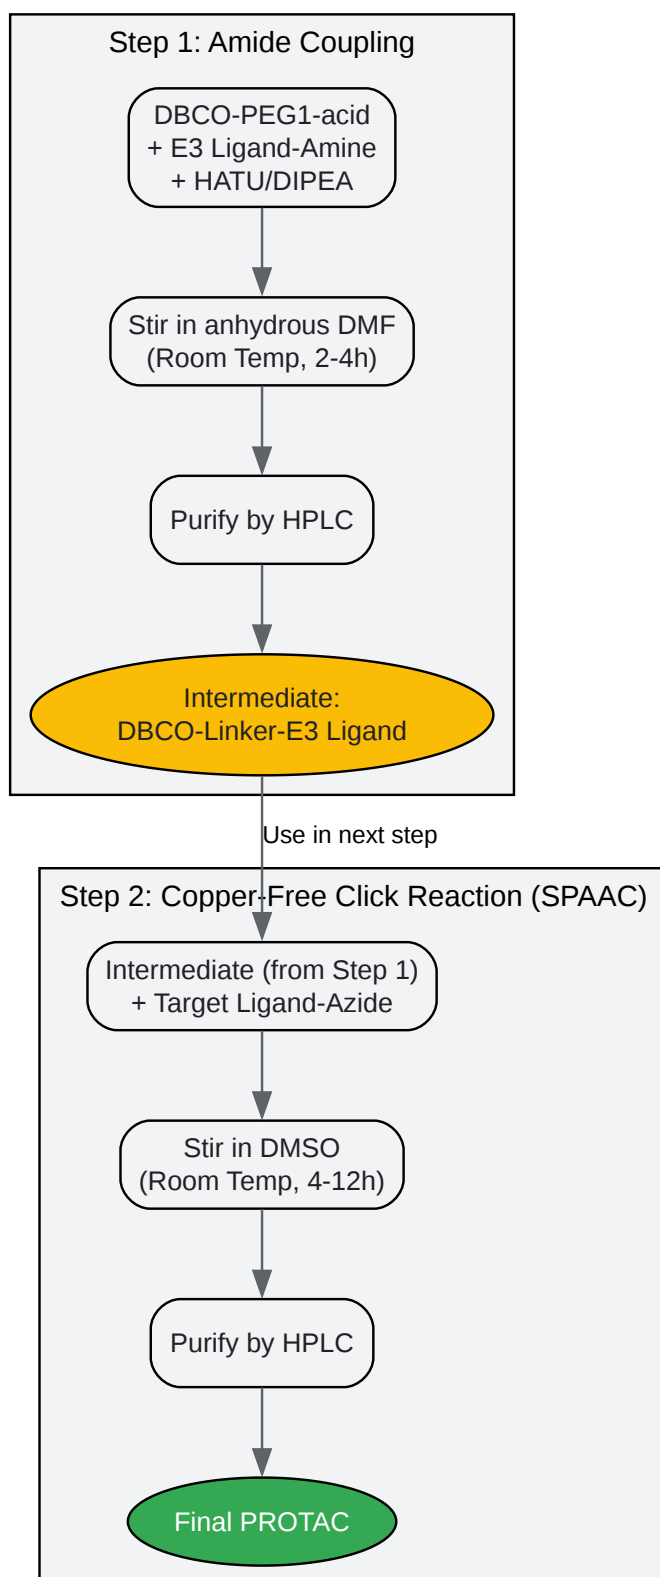 Step 1: Amide Coupling
DBCO-PEG1-acid
+ E3 Ligand-Amine
+ HATU/DIPEA
Stir in anhydrous DMF
(Room Temp, 2-4h)
Purify by HPLC
Intermediate:
DBCO-Linker-E3 Ligand
Use in next step
Step 2: Copper-Free Click Reaction (SPAAC)
Intermediate (from Step 1)
+ Target Ligand-Azide
Stir in DMSO
(Room Temp, 4-12h)
Purify by HPLC
Final PROTAC